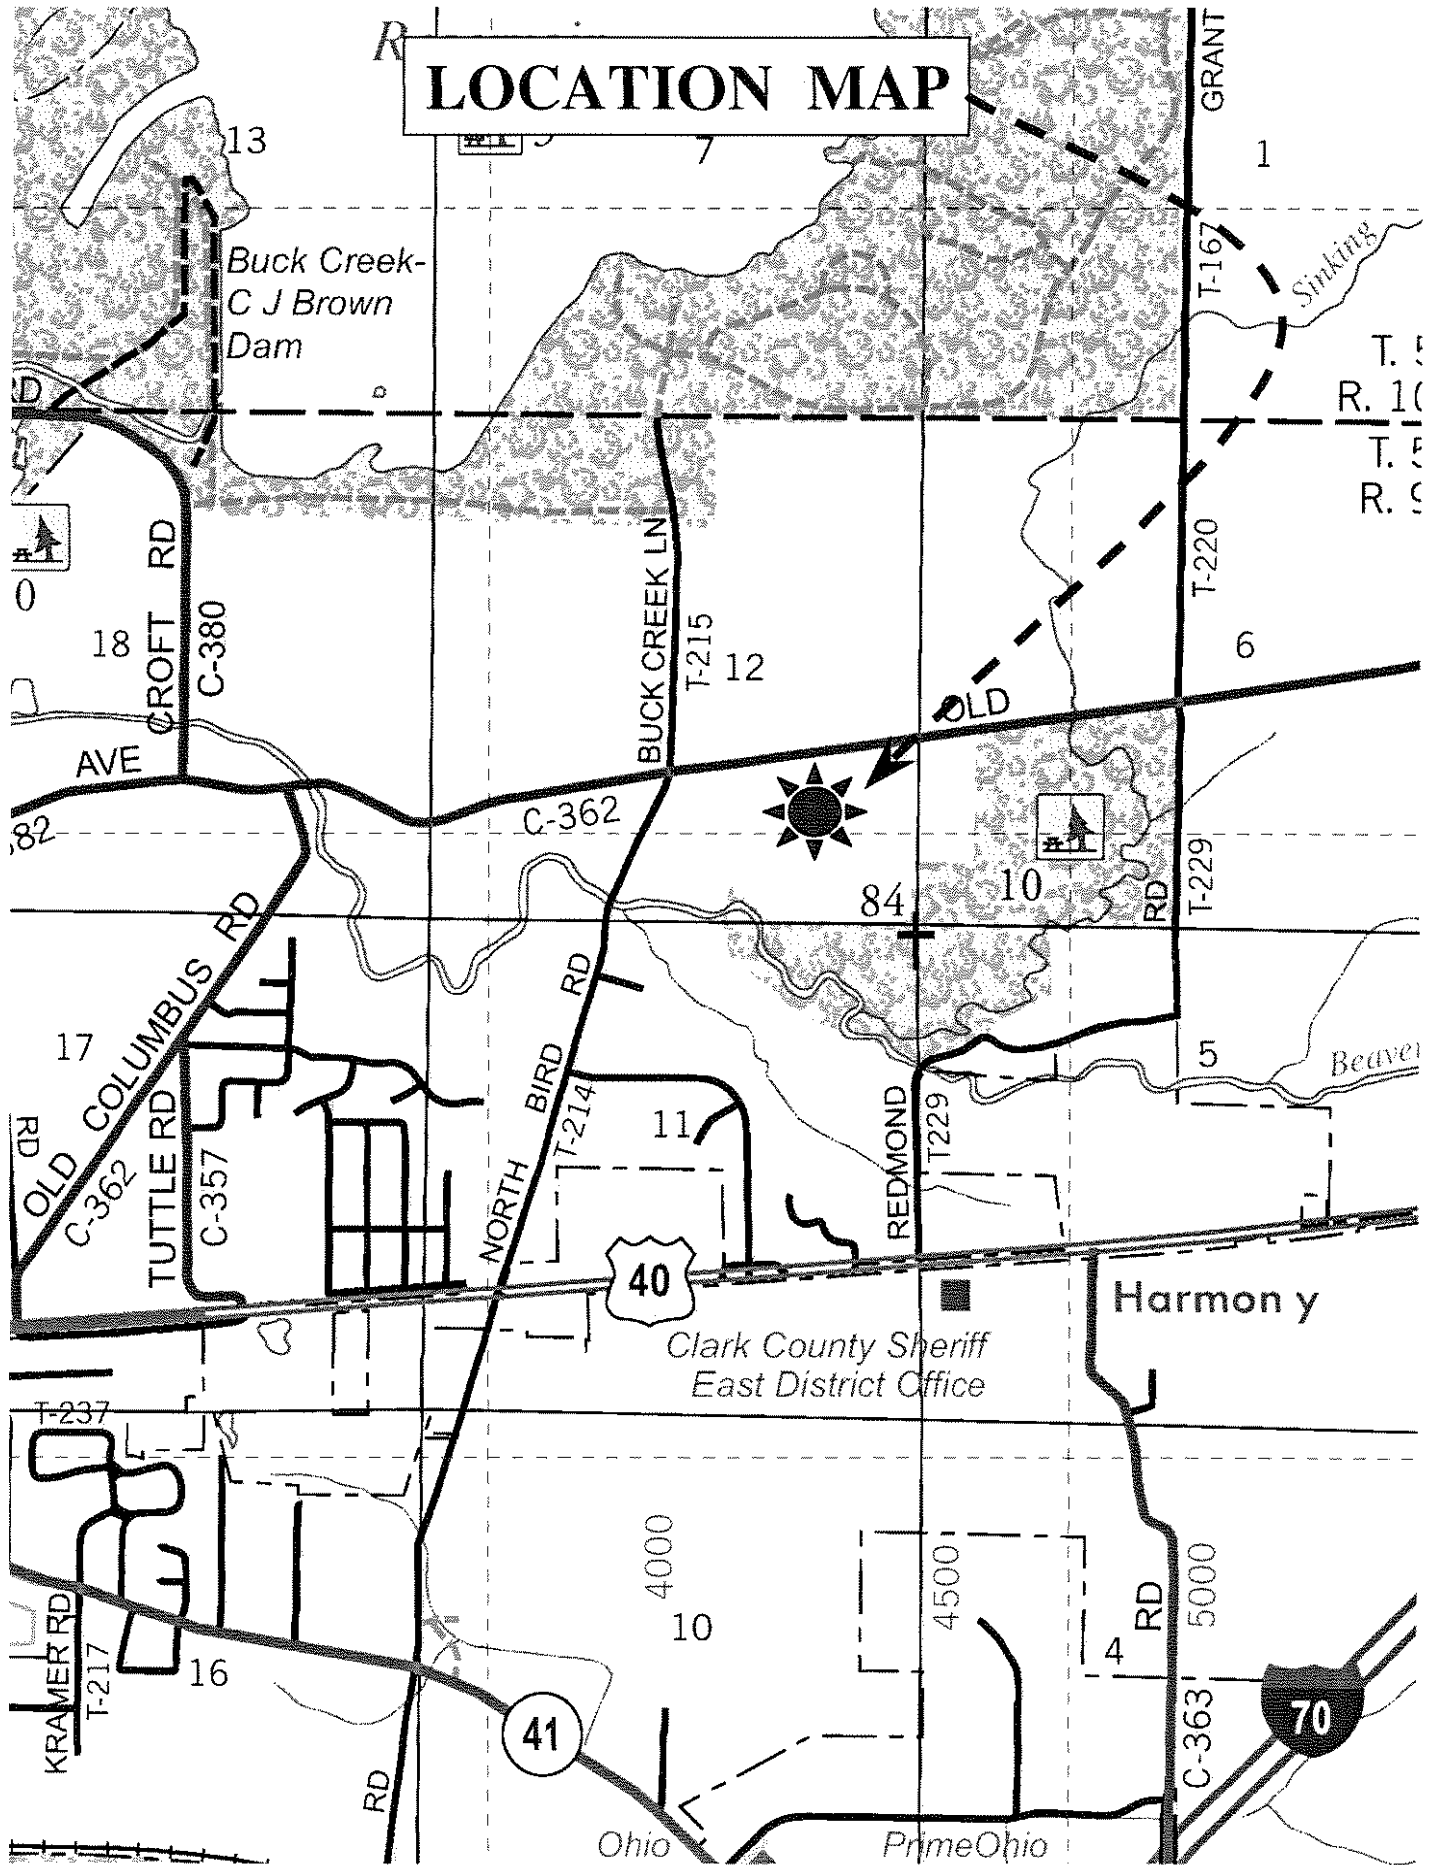 R
LOCATION MAP
GRANT
13
7
1
Buck Creek-
C J Brown
Dam
T-167
Sinking
T. 5
R. 10
RD
T. 5
R. 9
CROFT RD
C-380
BUCK CREEK LN
T-215
T-220
0
18
12
6
OLD
AVE
C-362
82
84
10
RD
T-229
OLD COLUMBUS RD
C-362
17
RD
TUTTLE RD
C-357
NORTH BIRD RD
T-214
11
REDMOND
T229
5
Beaver
40
Harmony
Clark County Sheriff
East District Office
T-237
KRAMER RD
T-217
16
4000
10
4500
RD
5000
4
C-363
70
41
RD
Ohio
PrimeOhio